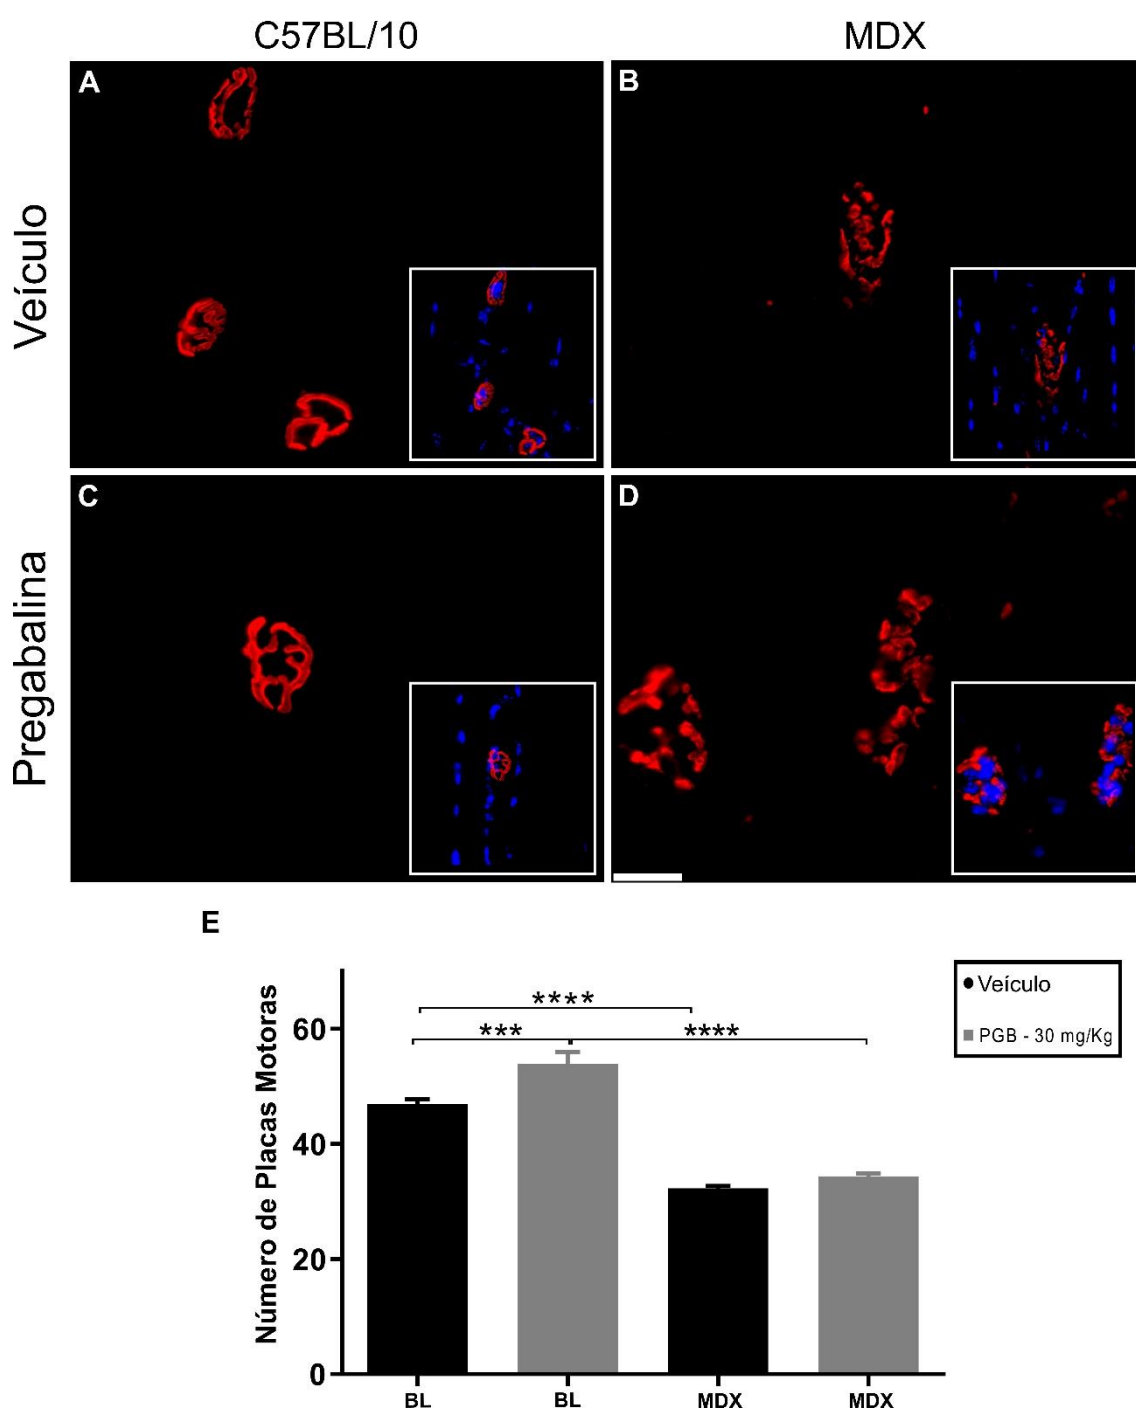 C57BL/10
MDX
Veículo
A
B
Pregabalina
C
D
E
Número de Placas Motoras
60
40
20
0
****
***
****
BL
BL
MDX
MDX
Veículo
PGB - 30 mg/Kg